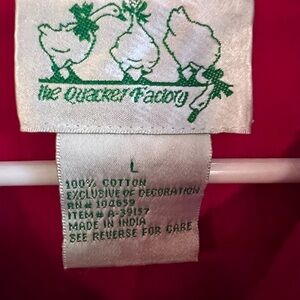 the Quacker Factory
L
100% COTTON
EXCLUSIVE OF DECORATION
RN# 104659
ITEM# A-39157
MADE IN INDIA
SEE REVERSE FOR CARE